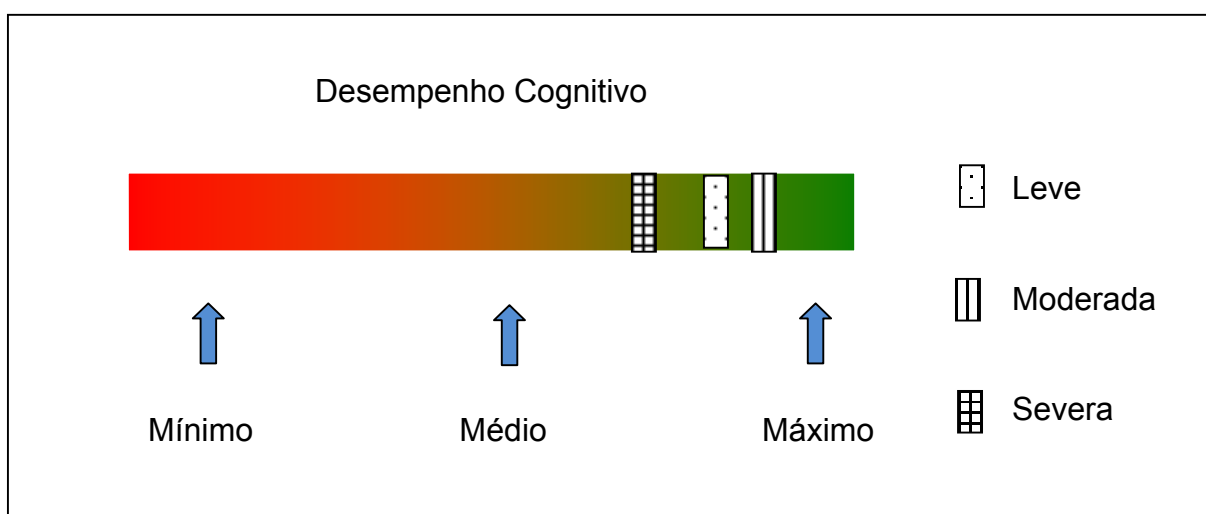 Desempenho Cognitivo
Leve
Moderada
Severa
Mínimo Médio Máximo